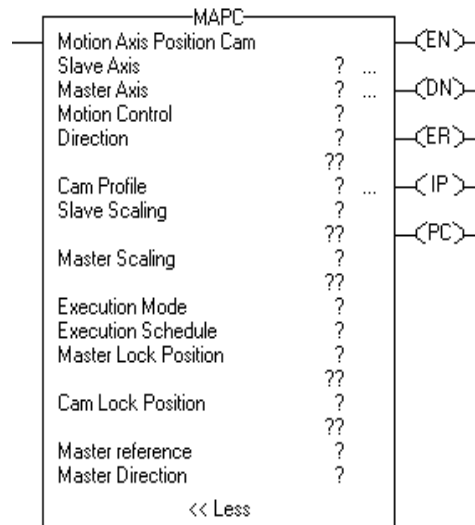 MAPC
Motion Axis Position Cam (EN)
Slave Axis ? ...
Master Axis ? ... (DN)
Motion Control ?
Direction ? (ER)
??
Cam Profile ? ... (IP)
Slave Scaling ?
?? (PC)
Master Scaling ?
??
Execution Mode ?
Execution Schedule ?
Master Lock Position ?
??
Cam Lock Position ?
??
Master reference ?
Master Direction ?
<< Less